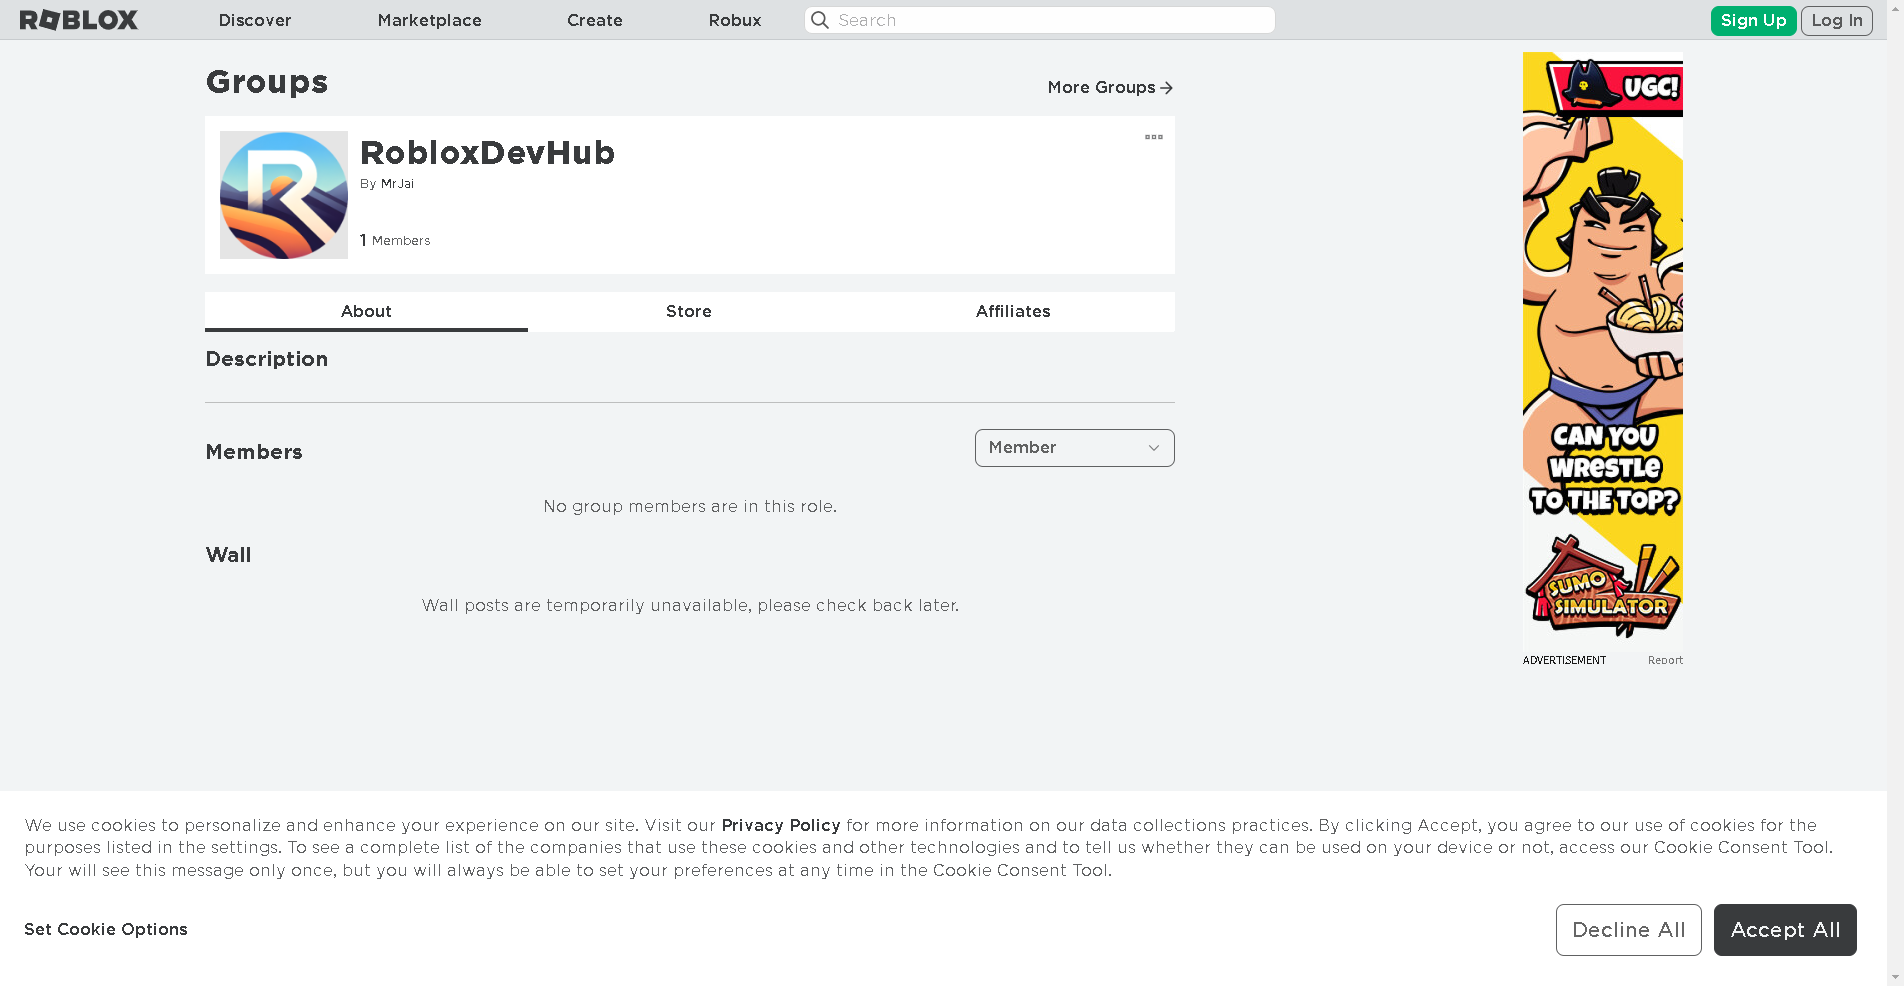 ROBLOX
Discover
Marketplace
Create
Robux
Search
Sign Up
Log In
Groups
More Groups
RobloxDevHub
By MrJai
1 Members
About
Store
Affiliates
Description
Members
Member
No group members are in this role.
Wall
Wall posts are temporarily unavailable, please check back later.
UGC!
CAN YOU
WRESTLE
TO THE TOP?
SUMO
SIMULATOR
ADVERTISEMENT
Report
We use cookies to personalize and enhance your experience on our site. Visit our Privacy Policy for more information on our data collections practices. By clicking Accept, you agree to our use of cookies for the
purposes listed in the settings. To see a complete list of the companies that use these cookies and other technologies and to tell us whether they can be used on your device or not, access our Cookie Consent Tool.
Your will see this message only once, but you will always be able to set your preferences at any time in the Cookie Consent Tool.
Set Cookie Options
Decline All
Accept All